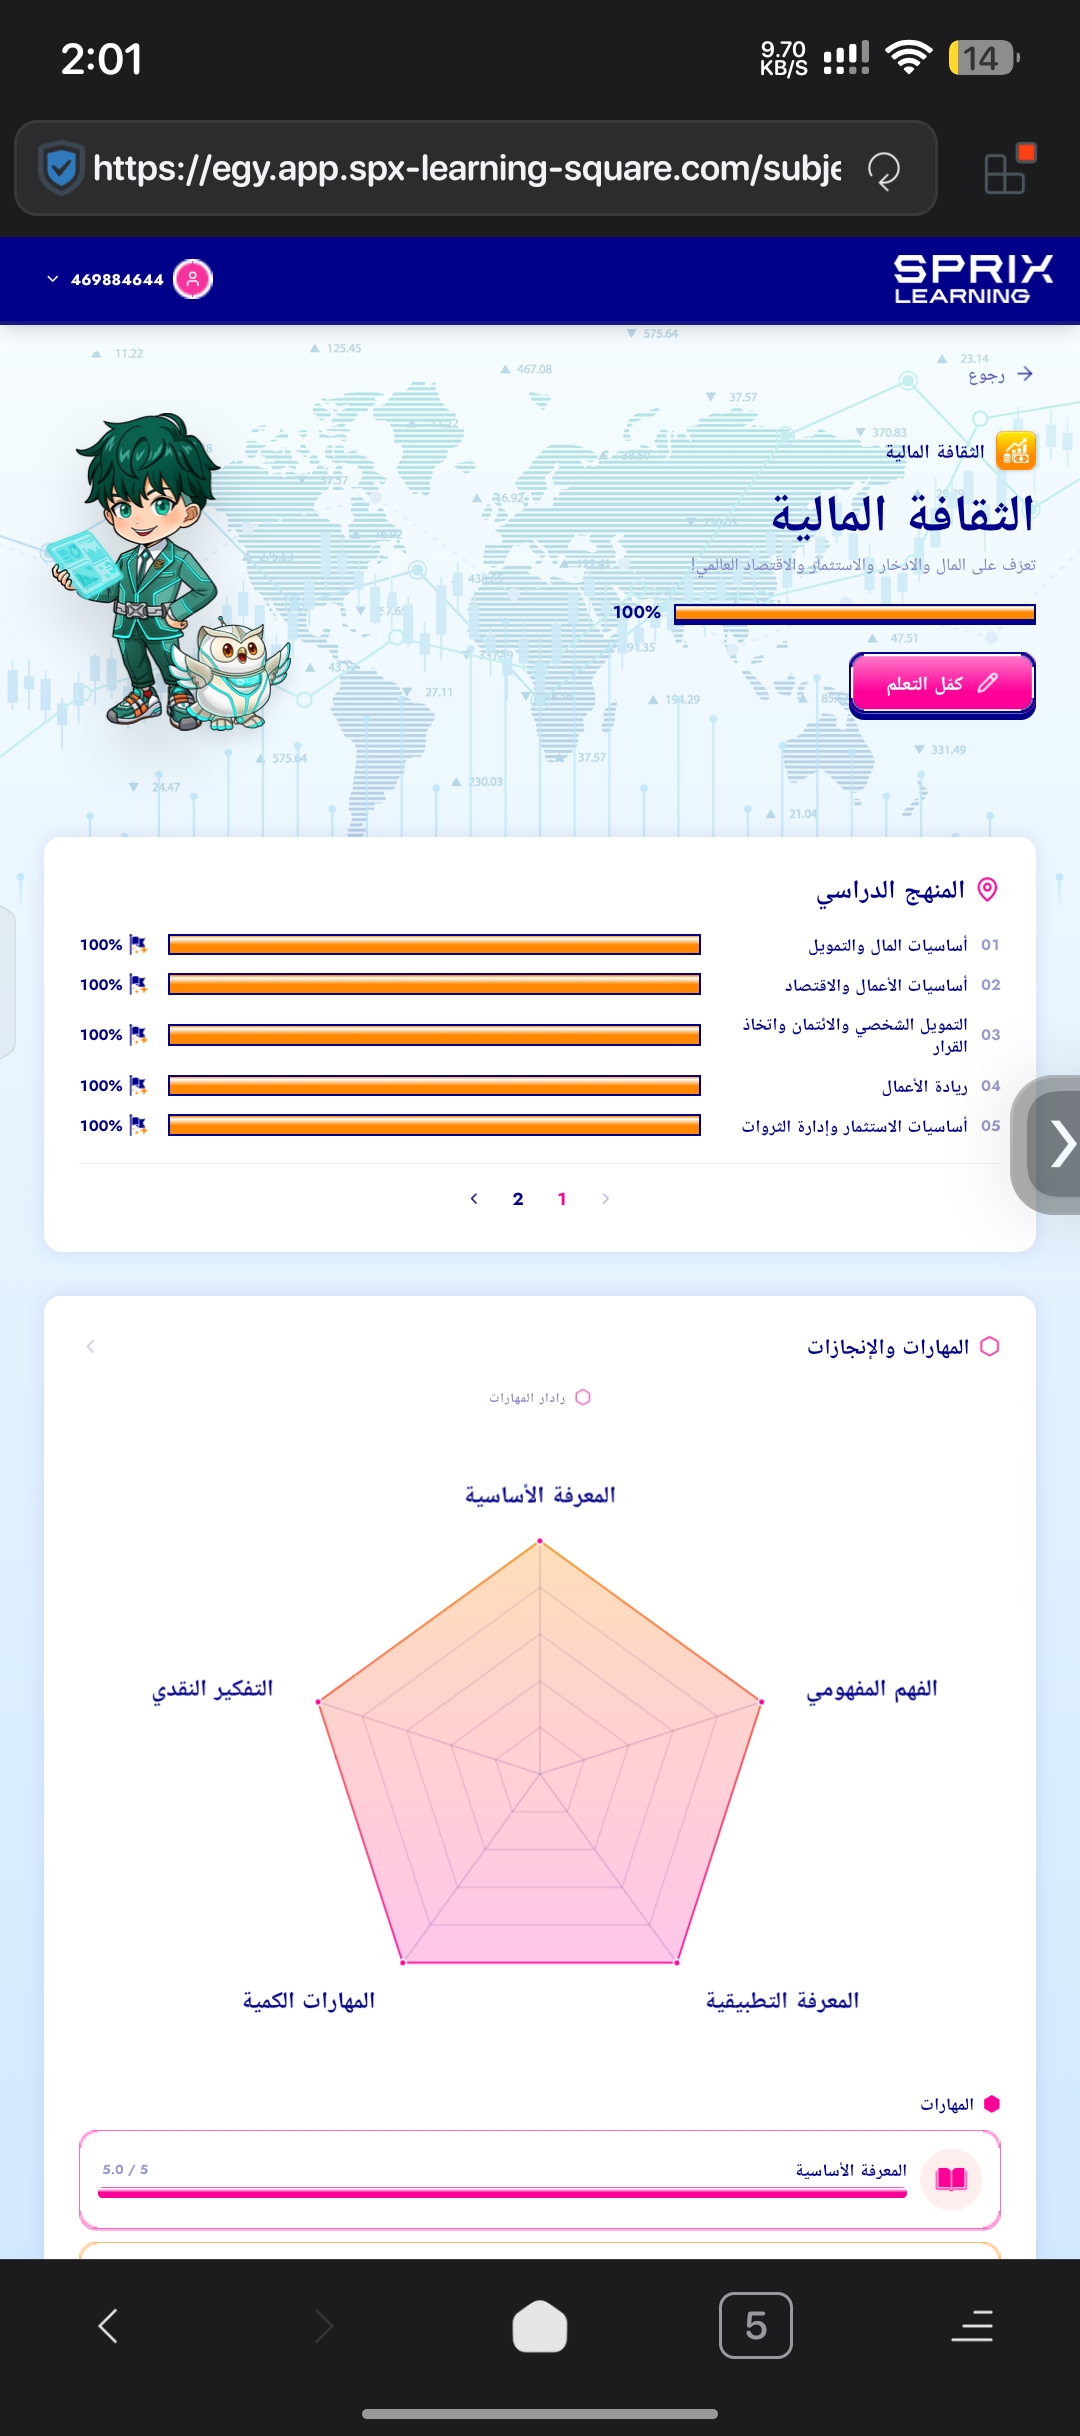 2:01
9.70 KB/S
14
https://egy.app.spx-learning-square.com/subje
469884644
SPRIX
LEARNING
رجوع
الثقافة المالية
الثقافة المالية
تعرّف على المال والادخار والاستثمار والاقتصاد العالمي!
100%
كمّل التعلم
المنهج الدراسي
01 أساسيات المال والتمويل 100%
02 أساسيات الأعمال والاقتصاد 100%
03 التمويل الشخصي والائتمان واتخاذ
القرار 100%
04 ريادة الأعمال 100%
05 أساسيات الاستثمار وإدارة الثروات 100%
1 2
المهارات والإنجازات
رادار المهارات
المعرفة الأساسية
الفهم المفهومي
التفكير النقدي
المعرفة التطبيقية
المهارات الكمية
المهارات
المعرفة الأساسية
5.0 / 5
5